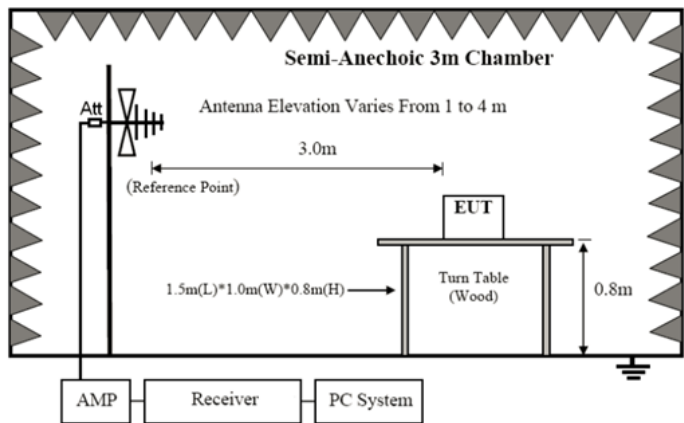 Semi-Anechoic 3m Chamber
Att
Antenna Elevation Varies From 1 to 4 m
3.0m
(Reference Point)
EUT
1.5m(L)*1.0m(W)*0.8m(H)
Turn Table
(Wood)
0.8m
AMP
Receiver
PC System